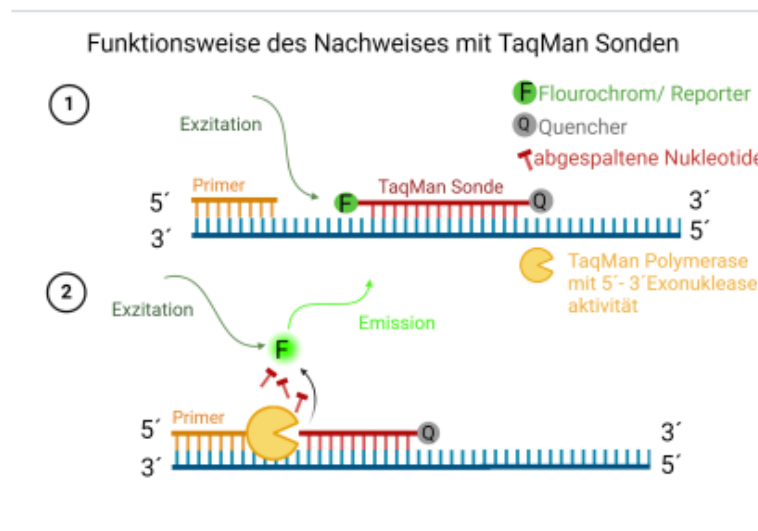 Funktionsweise des Nachweises mit TaqMan Sonden
1
F Flourochrom/ Reporter
Exzitation
Q Quencher
abgespaltene Nukleotide
Primer
TaqMan Sonde
5´ F Q 3´
3´ 5´
TaqMan Polymerase
mit 5´- 3´Exonuklease
aktivität
2
Exzitation
Emission
F
Primer
5´ Q 3´
3´ 5´